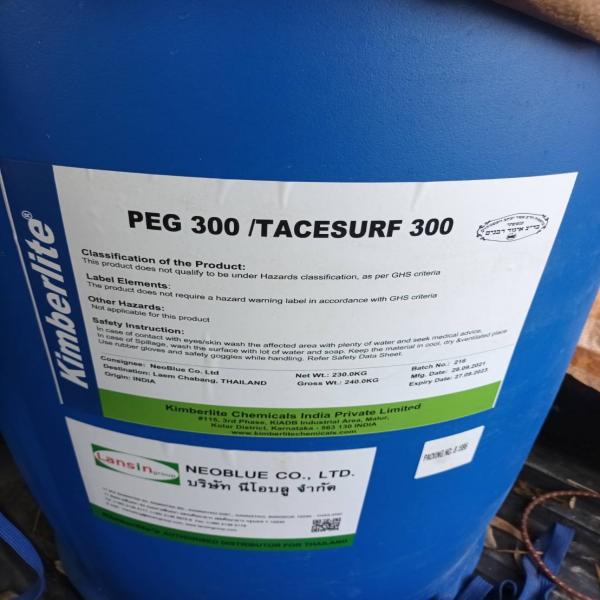 Kimberlite®
PEG 300 /TACESURF 300
Classification of the Product:
This product does not qualify to be under Hazards classification, as per GHS criteria
Label Elements:
The product does not require a hazard warning label in accordance with GHS criteria
Other Hazards:
Not applicable for this product
Safety Instruction:
In case of contact with eyes/skin wash the affected area with plenty of water and seek medical advice.
In case of Spillage, wash the surface with lot of water and soap. Keep the material in cool, dry &ventilated place
Use rubber gloves and safety goggles while handling. Refer Safety Data Sheet.
Consignee: NeoBlue Co. Ltd
Destination: Laem Chabang, THAILAND
Origin: INDIA
Net Wt.: 230.0KG
Gross Wt.: 240.0KG
Batch No.: 216
Mfg. Date: 28.09.2021
Expiry Date: 27.09.2023
Kimberlite Chemicals India Private Limited
#115, 3rd Phase, KIADB Industrial Area, Malur,
Kolar District, Karnataka - 563 130 INDIA
www.kimberlitechemicals.com
Lansin group
NEOBLUE CO., LTD.
บริษัท นีโอบลู จำกัด
AUTHORISED DISTRIBUTOR FOR THAILAND